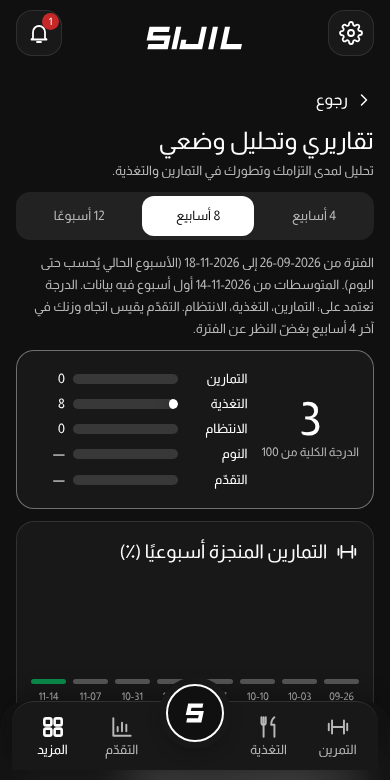 1
SIJIL
رجوع
تقاريري وتحليل وضعي
تحليل لمدى التزامك وتطورك في التمارين والتغذية.
4 أسابيع
8 أسابيع
12 أسبوعًا
الفترة من 2026-09-26 إلى 2026-11-18 (الأسبوع الحالي يُحسب حتى
اليوم). المتوسطات من 2026-11-14 أول أسبوع فيه بيانات. الدرجة
تعتمد على: التمارين، التغذية، الانتظام. التقدّم يقيس اتجاه وزنك في
آخر 4 أسابيع بغضّ النظر عن الفترة.
3
الدرجة الكلية من 100
التمارين 0
التغذية 8
الانتظام 0
النوم —
التقدّم —
التمارين المنجزة أسبوعيًا (٪)
09-26
10-03
10-10
10-31
11-07
11-14
التمرين
التغذية
S
التقدّم
المزيد